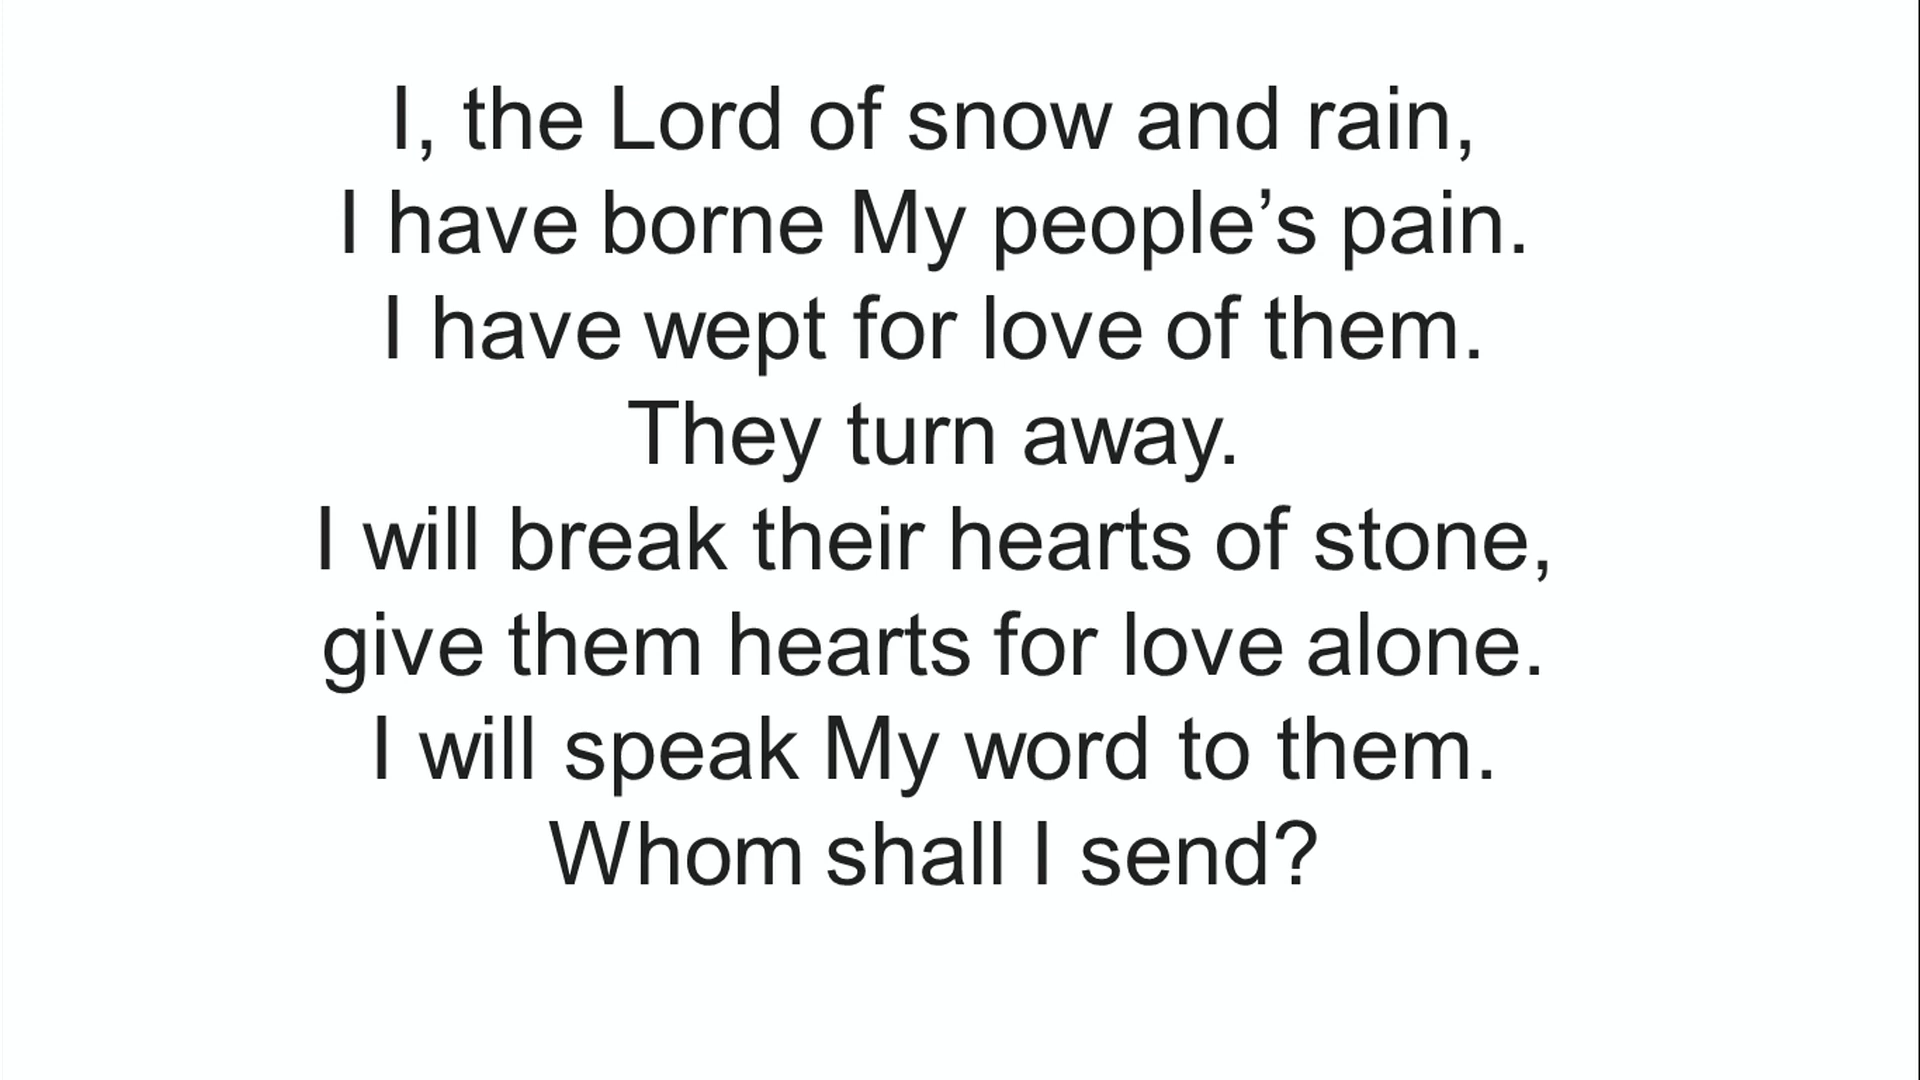 I, the Lord of snow and rain,
I have borne My people’s pain.
I have wept for love of them.
They turn away.
I will break their hearts of stone,
give them hearts for love alone.
I will speak My word to them.
Whom shall I send?